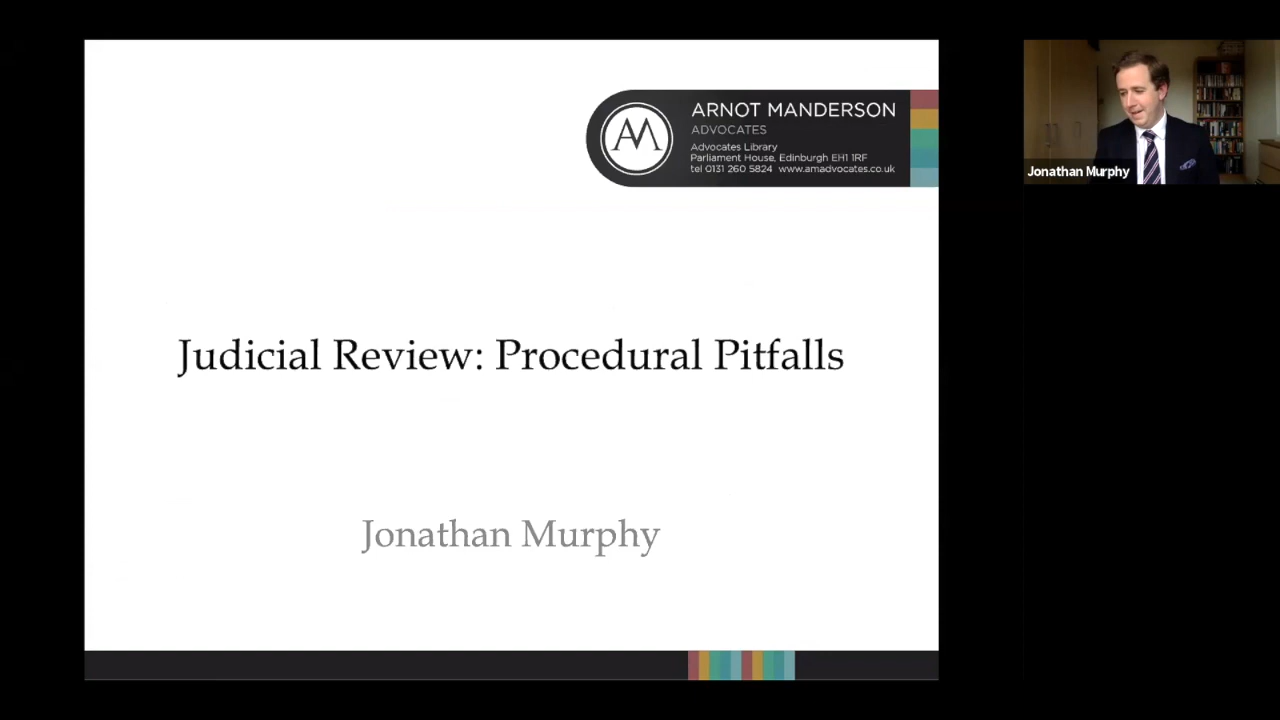 AM
ARNOT MANDERSON
ADVOCATES
Advocates Library
Parliament House, Edinburgh EH1 1RF
tel 0131 260 5824 www.amadvocates.co.uk
Jonathan Murphy
Judicial Review: Procedural Pitfalls
Jonathan Murphy